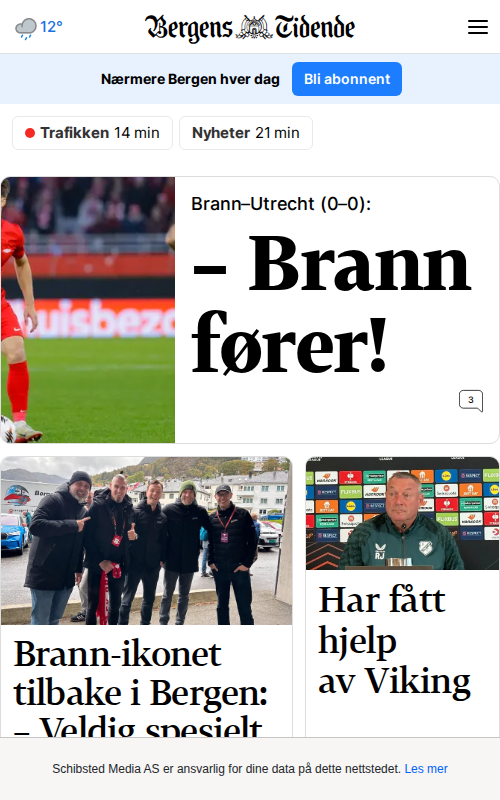 12°
Bergens Tidende
Nærmere Bergen hver dag
Bli abonnent
Trafikken 14 min
Nyheter 21 min
Brann–Utrecht (0–0):
– Brann
fører!
3
Brann-ikonet
tilbake i Bergen:
– Veldig spesielt
Har fått
hjelp
av Viking
Schibsted Media AS er ansvarlig for dine data på dette nettstedet. Les mer